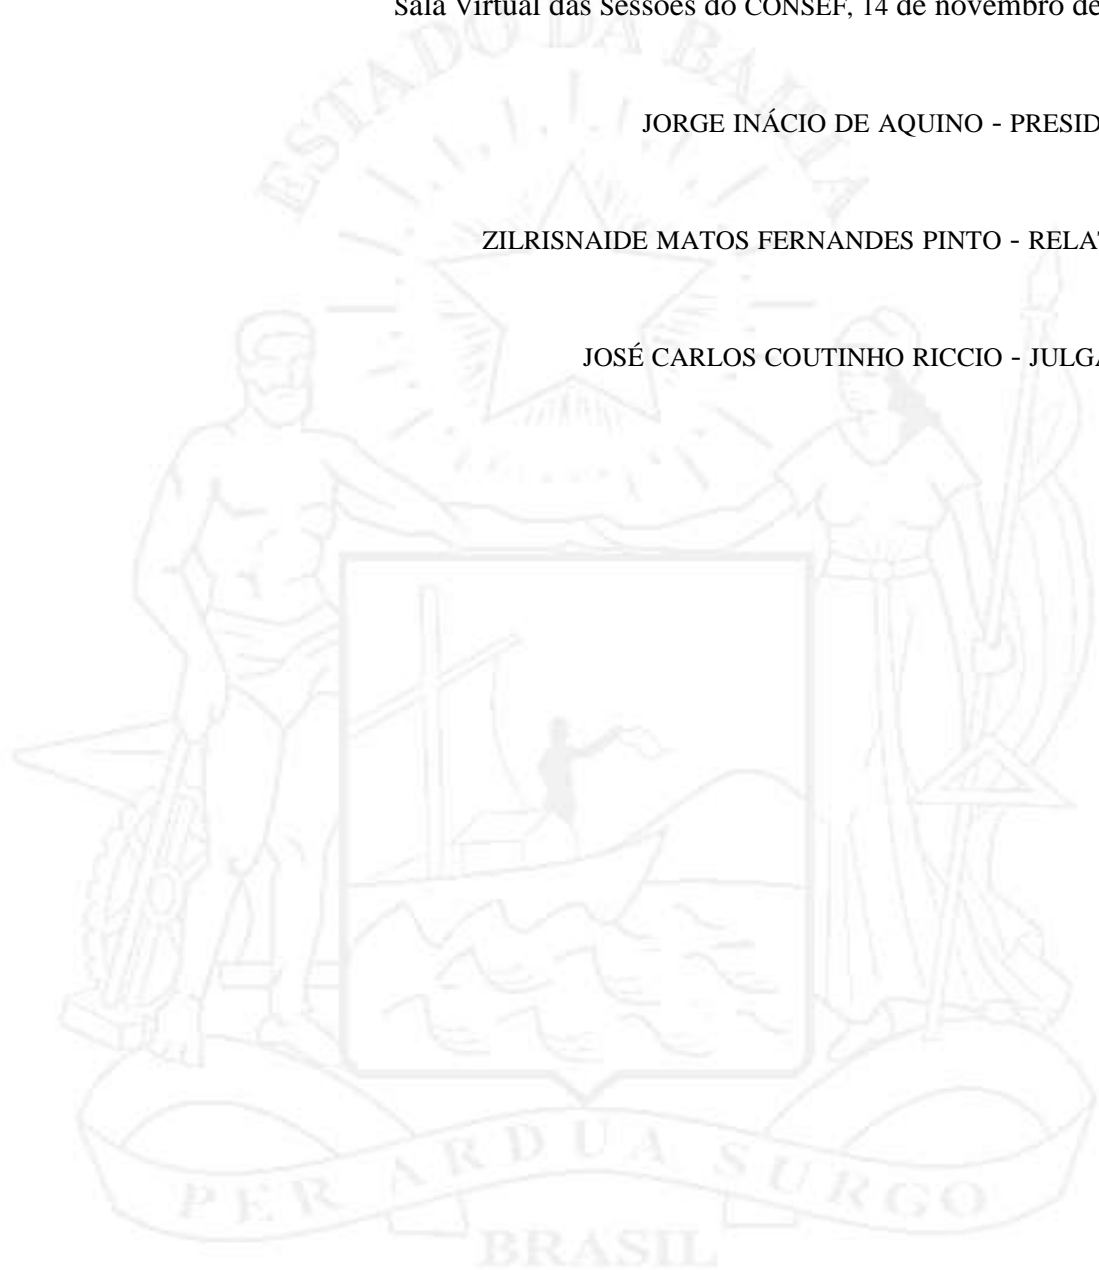 Sala Virtual das Sessões do CONSEF, 14 de novembro de
JORGE INÁCIO DE AQUINO - PRESID
ZILRISNAIDE MATOS FERNANDES PINTO - RELA
JOSÉ CARLOS COUTINHO RICCIO - JULGA
ESTADO DA BAHIA
PER ARDUA SURGO
BRASIL